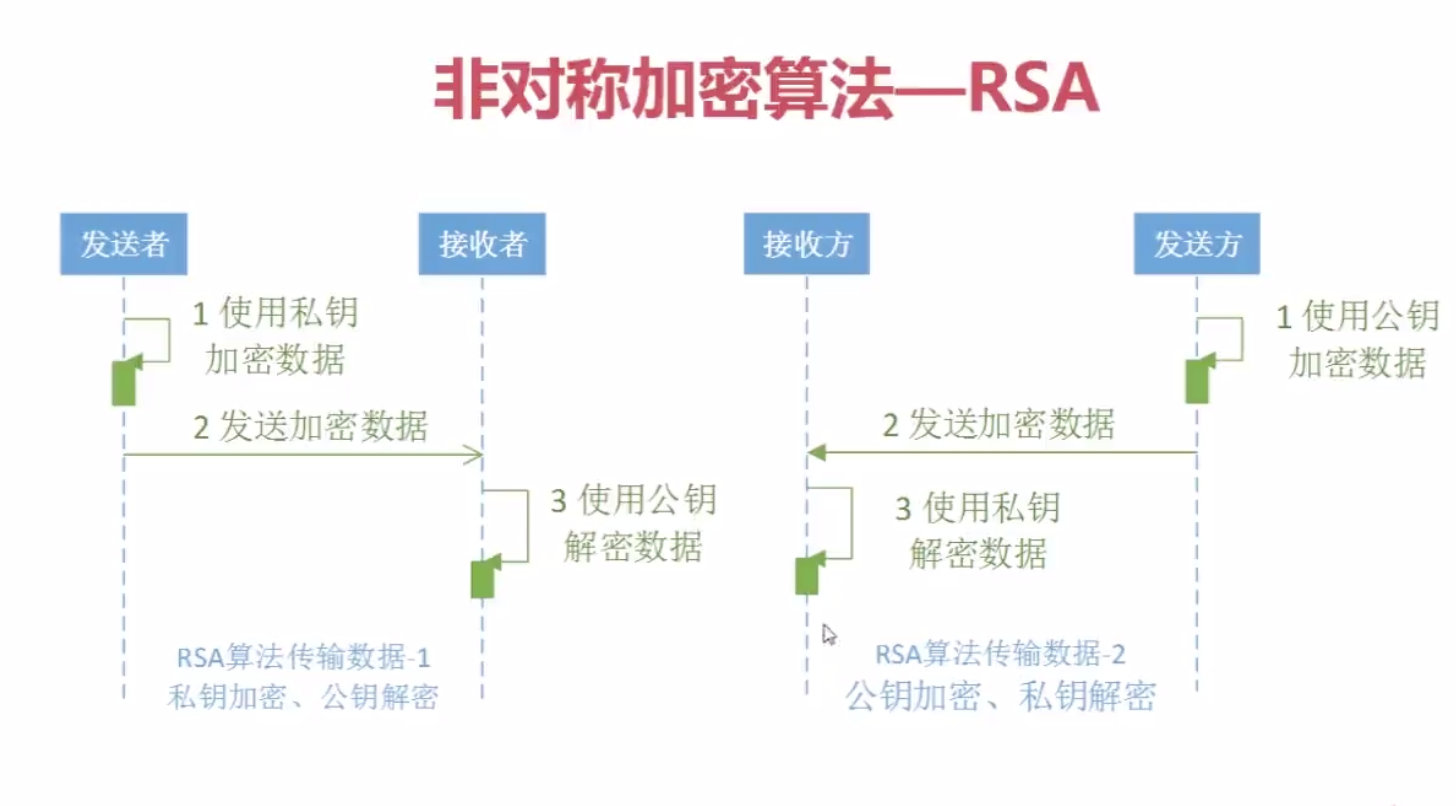 非对称加密算法—RSA
发送者
接收者
接收方
发送方
1 使用私钥
加密数据
2 发送加密数据
3 使用公钥
解密数据
RSA算法传输数据-1
私钥加密、公钥解密
1 使用公钥
加密数据
2 发送加密数据
3 使用私钥
解密数据
RSA算法传输数据-2
公钥加密、私钥解密